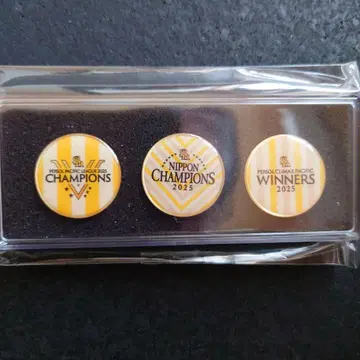 PERSOL PACIFIC LEAGUE 2025
CHAMPIONS
NIPPON
CHAMPIONS
2025
PERSOL CLIMAX PACIFIC
WINNERS
2025